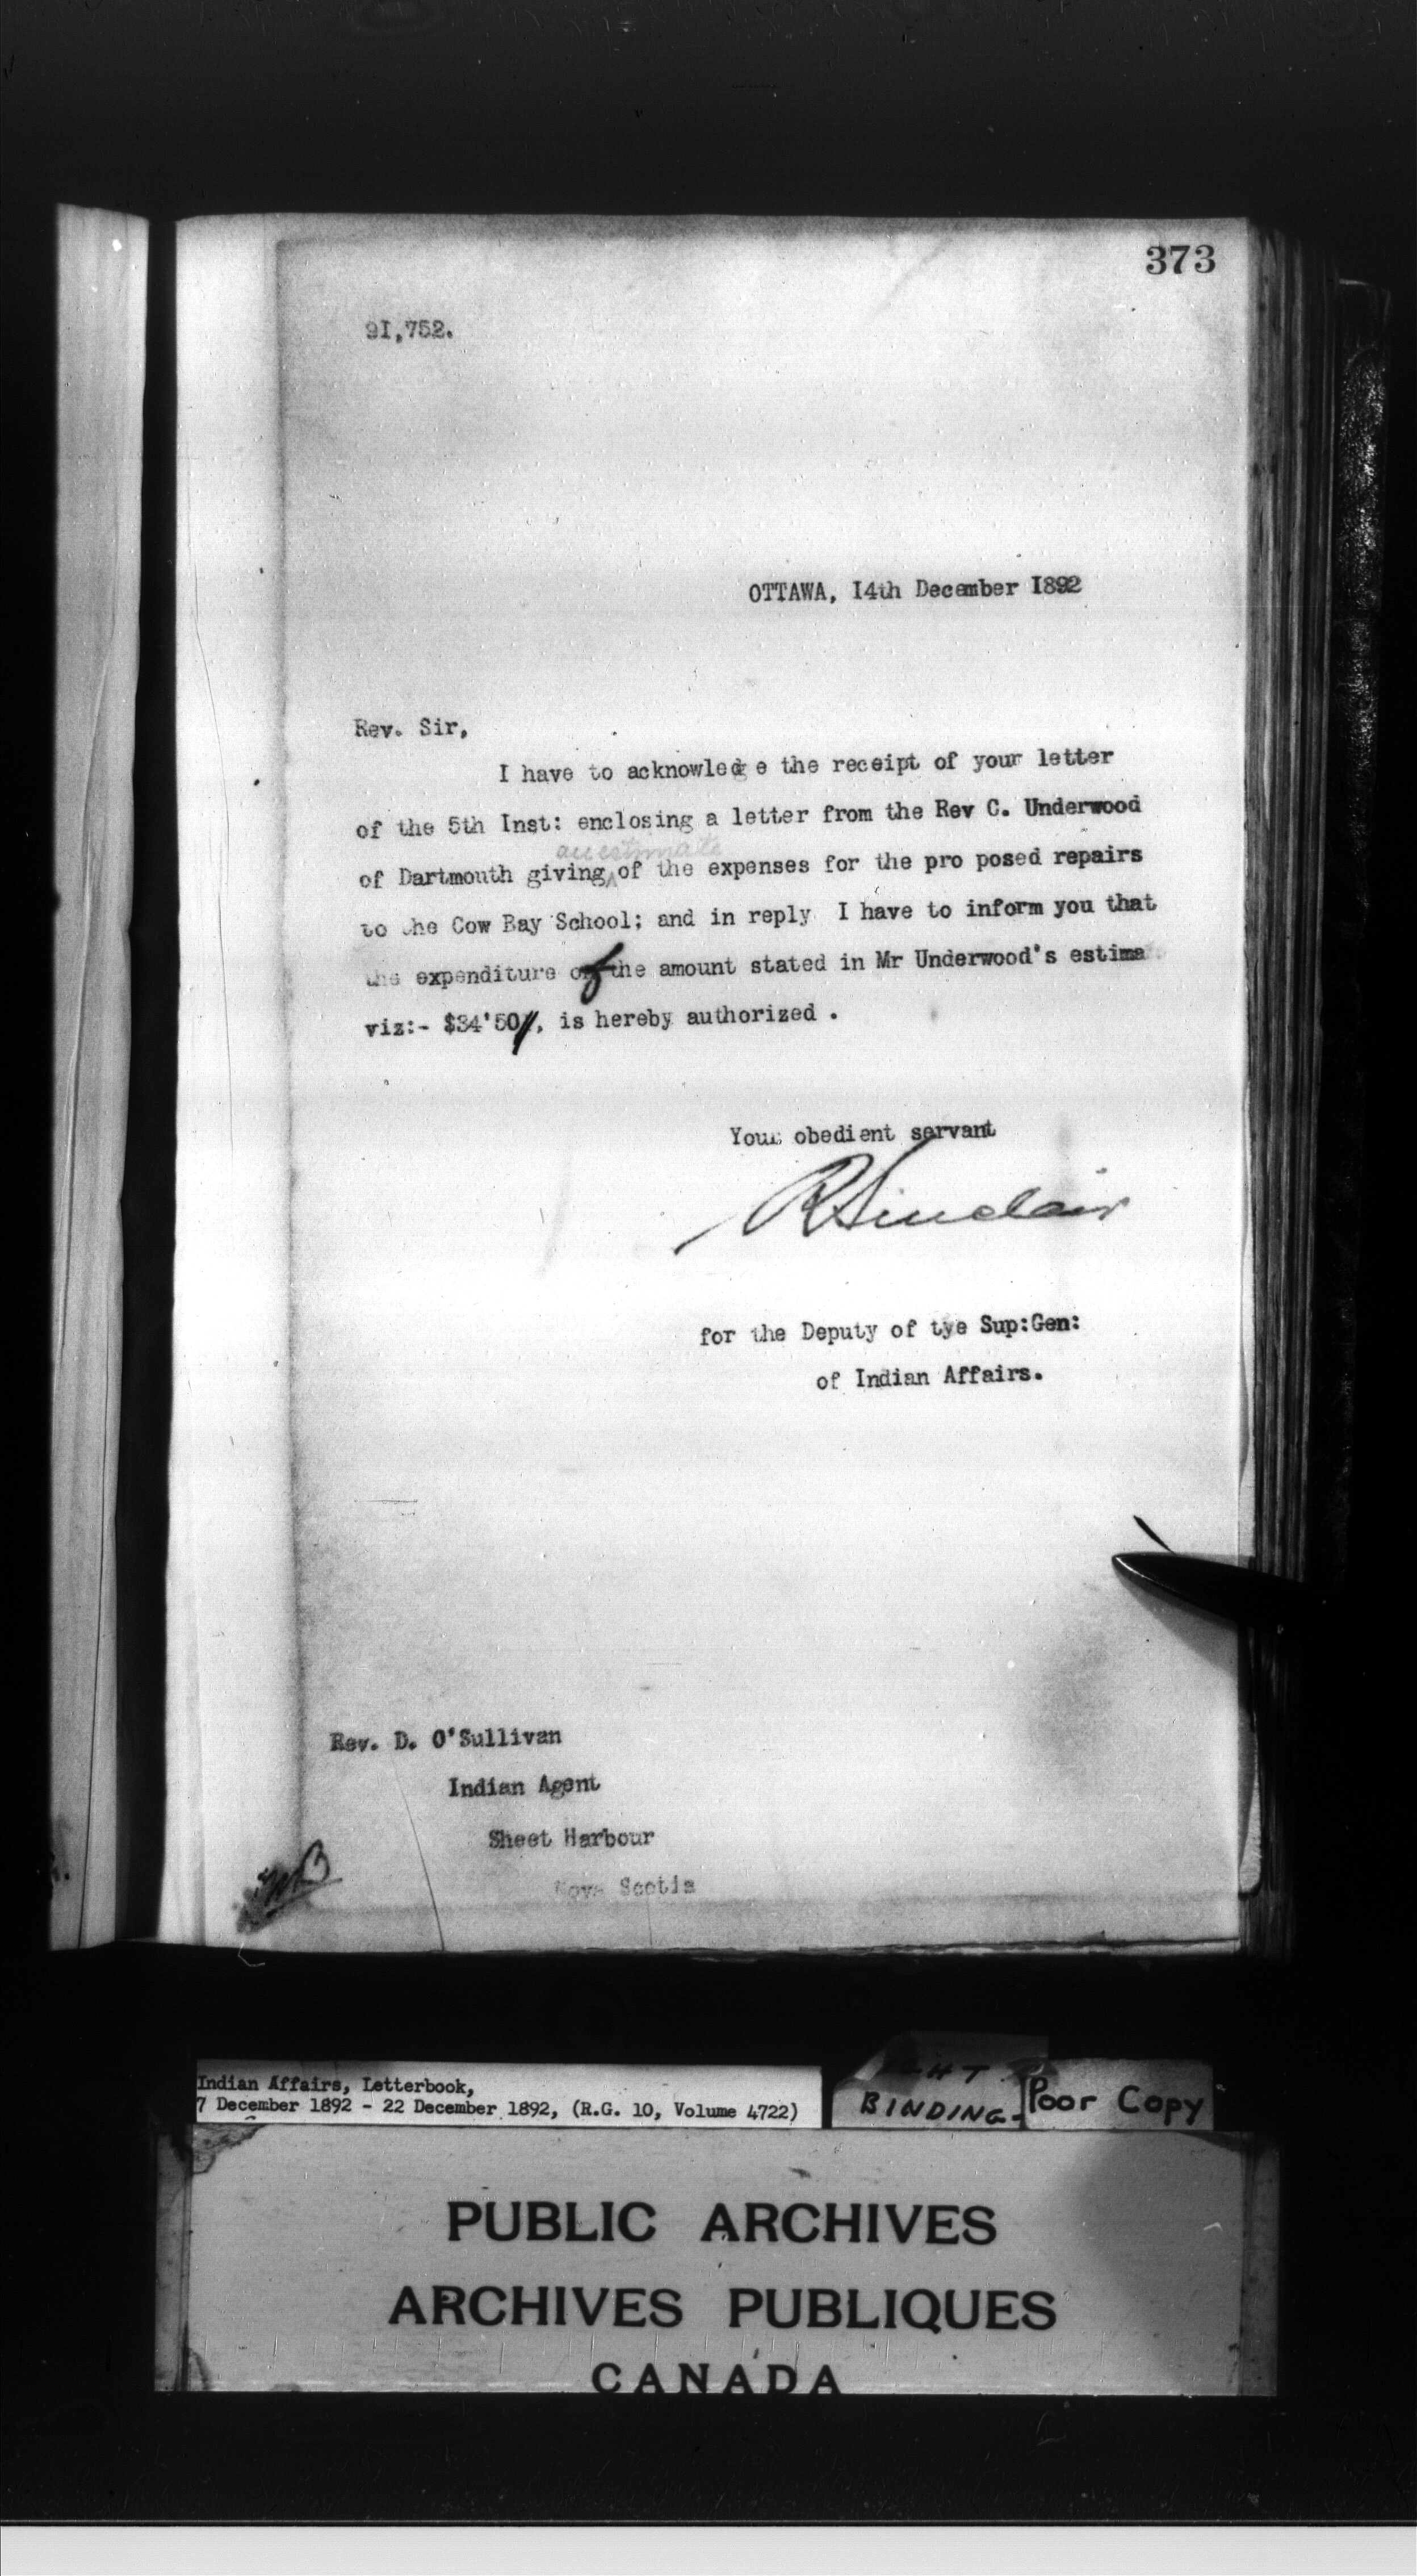 373
91,752.
OTTAWA, 14th December 1892
Rev. Sir,
I have to acknowledg e the receipt of your letter
of the 5th Inst: enclosing a letter from the Rev C. Underwood
an estimate
of Dartmouth giving of the expenses for the pro posed repairs
to the Cow Bay School; and in reply I have to inform you that
the expenditure of the amount stated in Mr Underwood's estima
viz:- $34'50/, is hereby authorized .
Your obedient servant
R Sinclair
for the Deputy of tye Sup:Gen:
of Indian Affairs.
Rev. D. O'Sullivan
Indian Agent
Sheet Harbour
Nova Scotia
Indian Affairs, Letterbook,
7 December 1892 - 22 December 1892, (R.G. 10, Volume 4722)
BINDING-
Poor Copy
PUBLIC ARCHIVES
ARCHIVES PUBLIQUES
CANADA